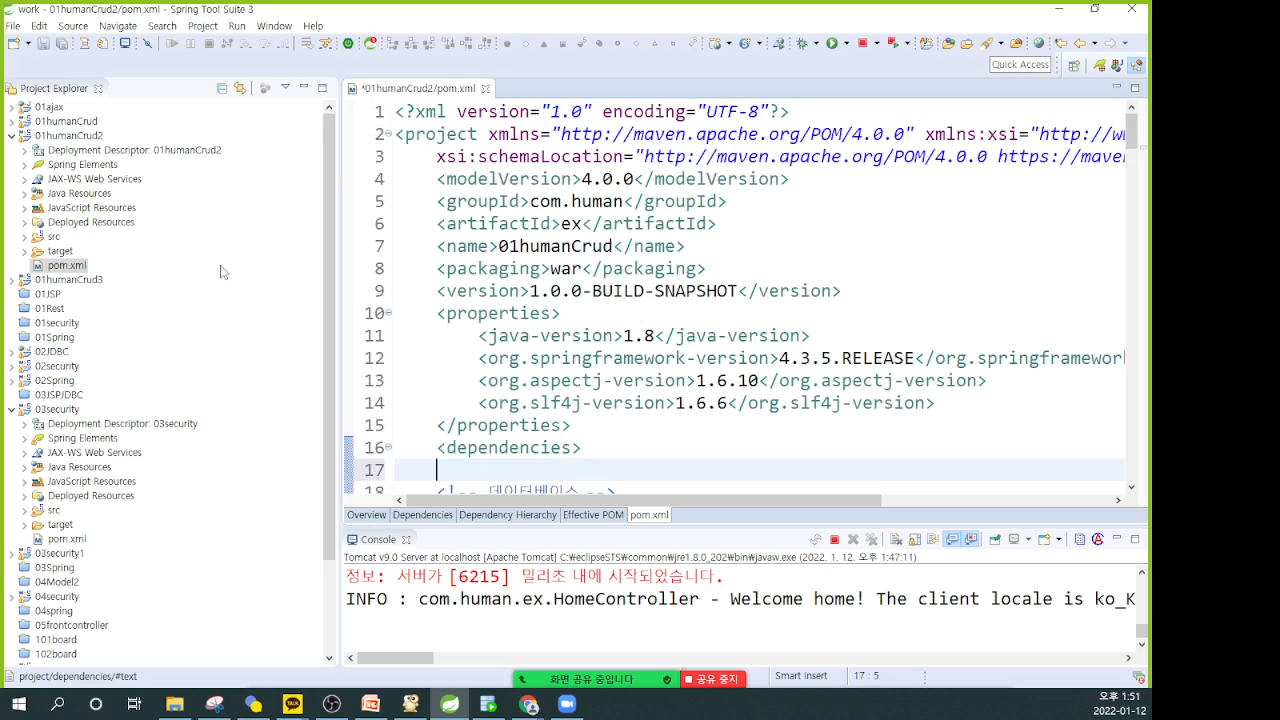 work - 01humanCrud2/pom.xml - Spring Tool Suite 3
File Edit Source Navigate Search Project Run Window Help
Quick Access
Project Explorer
01ajax
01humanCrud
01humanCrud2
Deployment Descriptor: 01humanCrud2
Spring Elements
JAX-WS Web Services
Java Resources
JavaScript Resources
Deployed Resources
src
target
pom.xml
01humanCrud3
01JSP
01Rest
01security
01Spring
02JDBC
02security
02Spring
03JSPJDBC
03security
Deployment Descriptor: 03security
Spring Elements
JAX-WS Web Services
Java Resources
JavaScript Resources
Deployed Resources
src
target
pom.xml
03security1
03Spring
04Model2
04security
04spring
05frontcontroller
101board
102board
*01humanCrud2/pom.xml
1 <?xml version="1.0" encoding="UTF-8"?>
2 <project xmlns="http://maven.apache.org/POM/4.0.0" xmlns:xsi="http://w
3 xsi:schemaLocation="http://maven.apache.org/POM/4.0.0 https://maven
4 <modelVersion>4.0.0</modelVersion>
5 <groupId>com.human</groupId>
6 <artifactId>ex</artifactId>
7 <name>01humanCrud</name>
8 <packaging>war</packaging>
9 <version>1.0.0-BUILD-SNAPSHOT</version>
10 <properties>
11 <java-version>1.8</java-version>
12 <org.springframework-version>4.3.5.RELEASE</org.springframework
13 <org.aspectj-version>1.6.10</org.aspectj-version>
14 <org.slf4j-version>1.6.6</org.slf4j-version>
15 </properties>
16 <dependencies>
17
18 <!-- 데이터베이스 -->
Overview Dependencies Dependency Hierarchy Effective POM pom.xml
Console
Tomcat v9.0 Server at localhost [Apache Tomcat] C:₩eclipseSTS₩common₩jre1.8.0_202₩bin₩javaw.exe (2022. 1. 12. 오후 1:47:11)
정보: 서버가 [6215] 밀리초 내에 시작되었습니다.
INFO : com.human.ex.HomeController - Welcome home! The client locale is ko_K
project/dependencies/#text
화면 공유 중입니다
공유 중지
Smart Insert
17 : 5
TALK
오후 1:51
2022-01-12